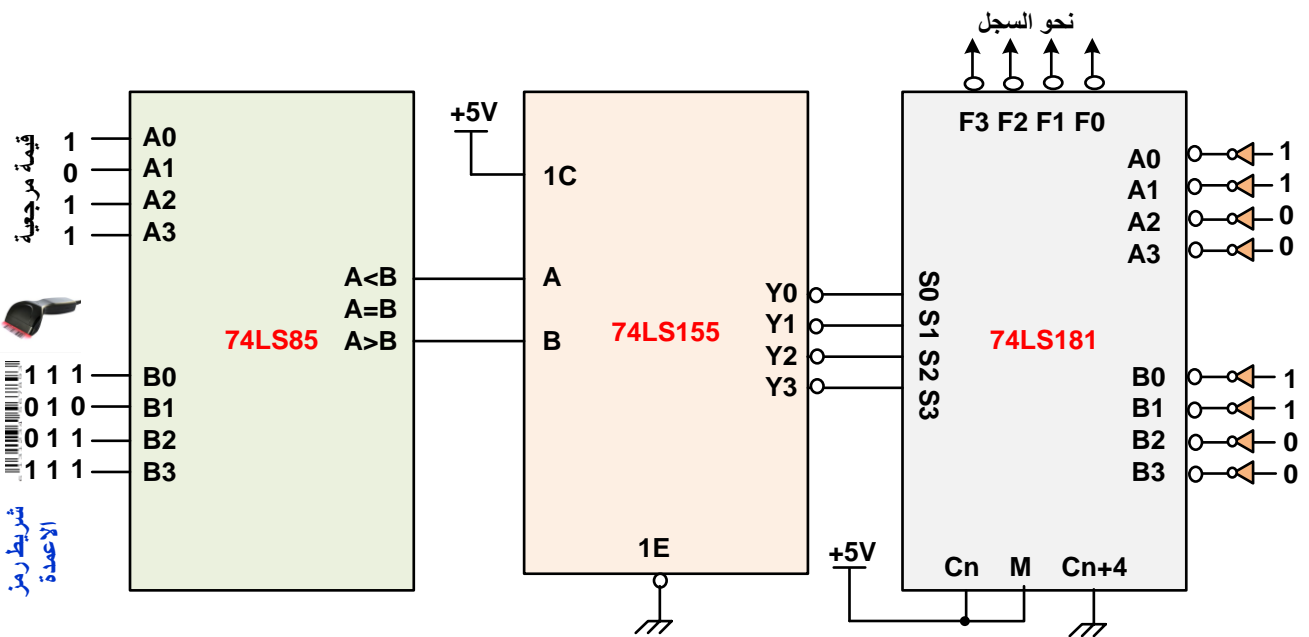 نحو السجل
+5V
F3 F2 F1 F0
قيمة مرجعية
1 A0
0 A1
1 A2
1 A3
1C
A0 1
A1 1
A2 0
A3 0
A<B
A=B
A>B
74LS85
A
B
74LS155
Y0
Y1
Y2
Y3
S0
S1
S2
S3
74LS181
1 1 1 B0
0 1 0 B1
0 1 1 B2
1 1 1 B3
B0 1
B1 1
B2 0
B3 0
شريط رمز
الاعمدة
1E
+5V
Cn M Cn+4